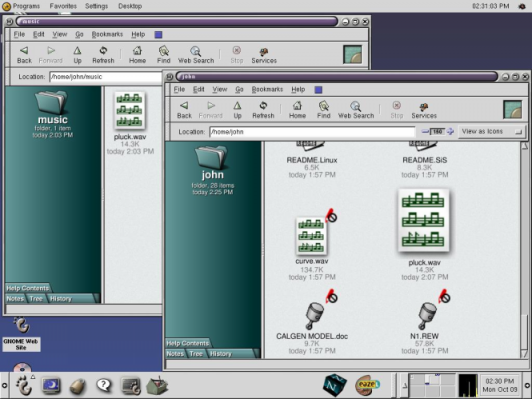 Programs Favorites Settings Desktop 02:31:03 PM
music
File Edit View Go Bookmarks Help
Back Forward Up Refresh Home Find Web Search Stop Services
Location: /home/john/music
music
folder, 1 item
today 2:03 PM
pluck.wav
14.3K
today 2:03 PM
Help Contents
Notes Tree History
john
File Edit View Go Bookmarks Help
Back Forward Up Refresh Home Find Web Search Stop Services
Location: /home/john
View as Icons
john
folder, 28 items
today 2:25 PM
README.Linux
6.5K
today 1:57 PM
README.SiS
8.3K
today 1:57 PM
curve.wav
134.7K
today 1:57 PM
pluck.wav
14.3K
today 2:07 PM
CALGEN MODEL.doc
9.7K
today 1:57 PM
N1.REW
57.8K
today 1:57 PM
Help Contents
Notes Tree History
GNOME Web
Site
eazel
02:30 PM
Mon Oct 09